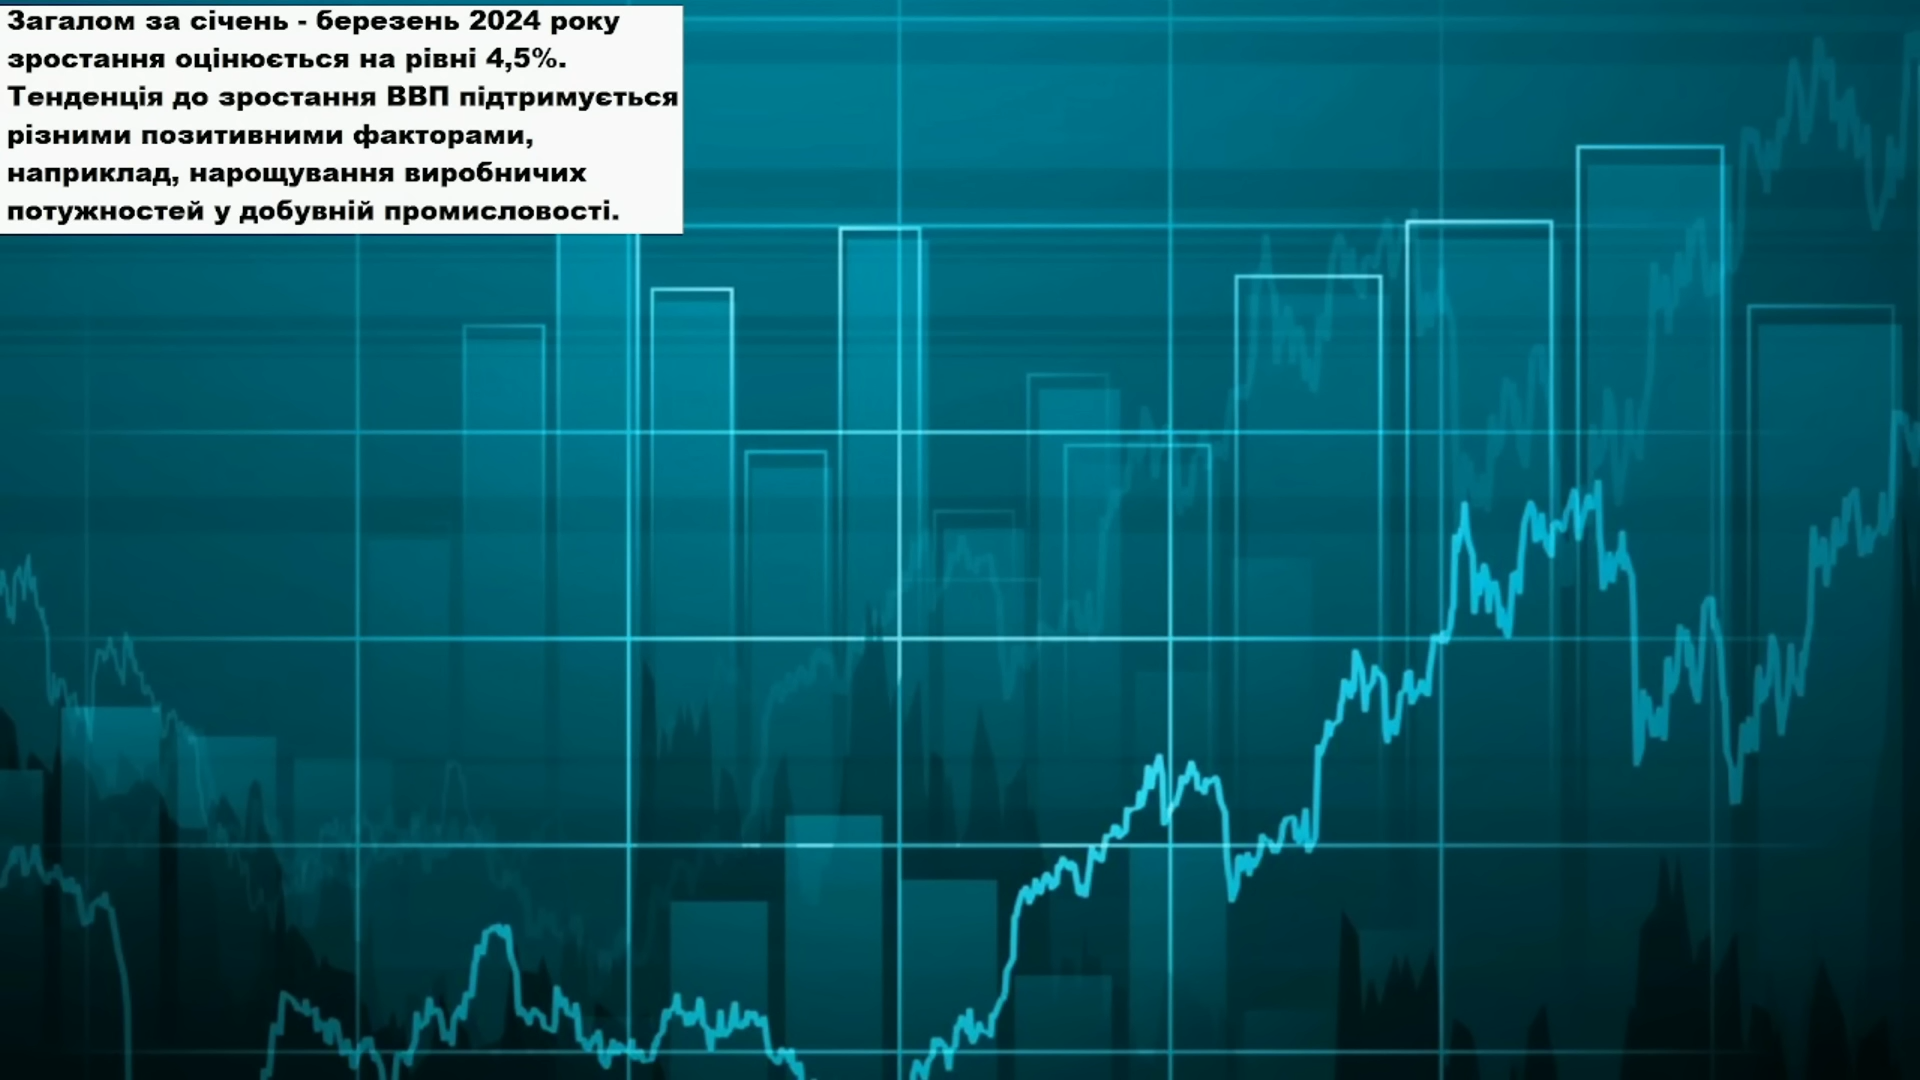 Загалом за січень - березень 2024 року
зростання оцінюється на рівні 4,5%.
Тенденція до зростання ВВП підтримується
різними позитивними факторами,
наприклад, нарощування виробничих
потужностей у добувній промисловості.